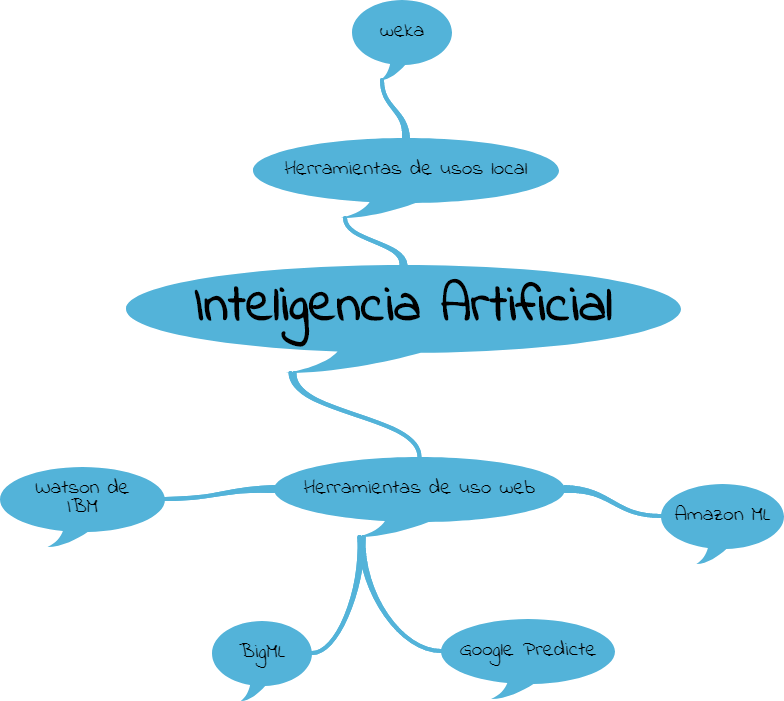 weka
Herramientas de usos local
Inteligencia Artificial
Watson de
IBM
Herramientas de uso web
Amazon ML
BigML
Google Predicte